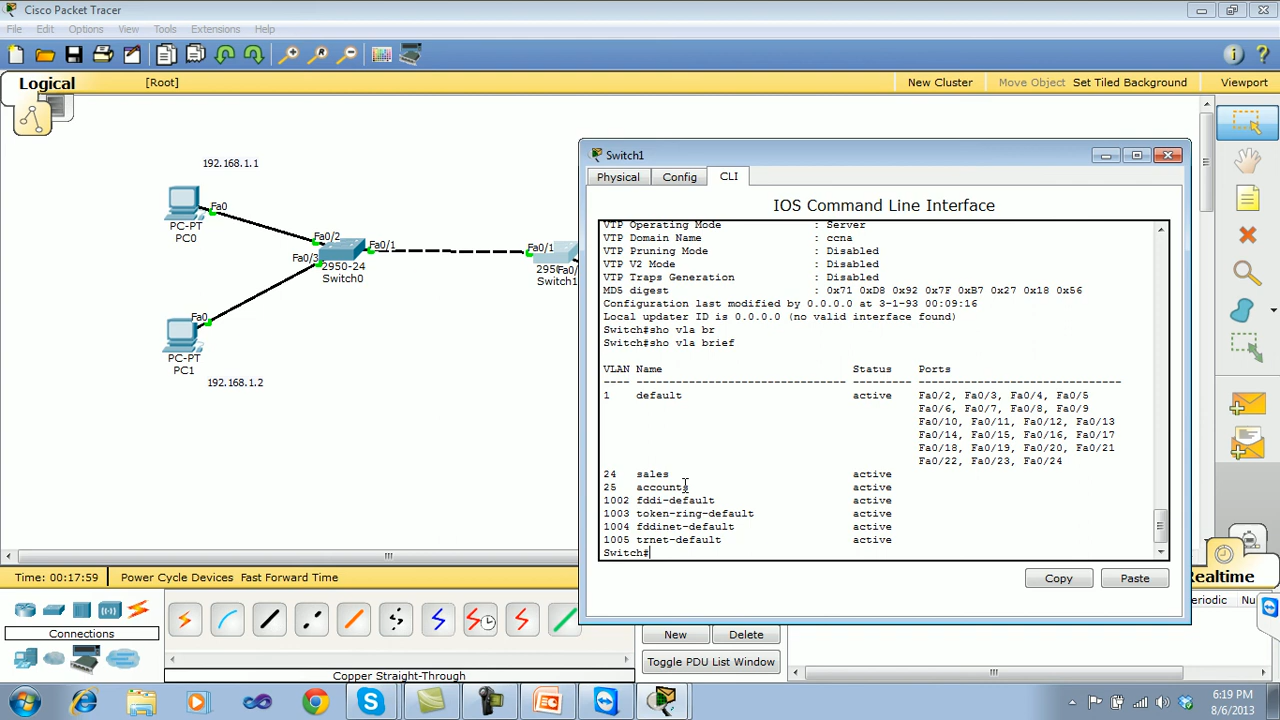 Cisco Packet Tracer
File Edit Options View Tools Extensions Help
Logical
[Root]
New Cluster
Move Object
Set Tiled Background
Viewport
192.168.1.1
Fa0
PC-PT
PC0
Fa0/2
Fa0/1
Fa0/3
2950-24
Switch0
Fa0/1
Fa0/
Switch1
Fa0
PC-PT
PC1
192.168.1.2
Switch1
Physical Config CLI
IOS Command Line Interface
VTP Operating Mode : Server
VTP Domain Name : ccna
VTP Pruning Mode : Disabled
VTP V2 Mode : Disabled
VTP Traps Generation : Disabled
MD5 digest : 0x71 0xD8 0x92 0x7F 0xB7 0x27 0x18 0x56
Configuration last modified by 0.0.0.0 at 3-1-93 00:09:16
Local updater ID is 0.0.0.0 (no valid interface found)
Switch#sho vla br
Switch#sho vla brief
VLAN Name Status Ports
---- -------------------------------- --------- -------------------------------
1 default active Fa0/2, Fa0/3, Fa0/4, Fa0/5
Fa0/6, Fa0/7, Fa0/8, Fa0/9
Fa0/10, Fa0/11, Fa0/12, Fa0/13
Fa0/14, Fa0/15, Fa0/16, Fa0/17
Fa0/18, Fa0/19, Fa0/20, Fa0/21
Fa0/22, Fa0/23, Fa0/24
24 sales active
25 accounts active
1002 fddi-default active
1003 token-ring-default active
1004 fddinet-default active
1005 trnet-default active
Switch#
Copy
Paste
Time: 00:17:59 Power Cycle Devices Fast Forward Time
Realtime
Connections
New
Delete
Toggle PDU List Window
eriodic
Nu
Copper Straight-Through
6:19 PM
8/6/2013